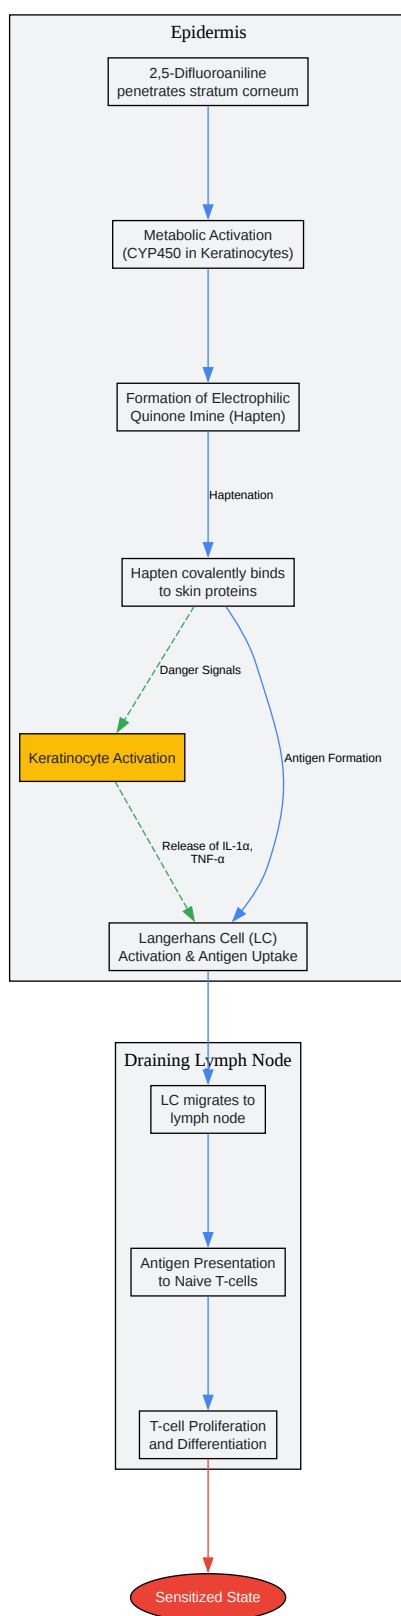 Epidermis
2,5-Difluoroaniline
penetrates stratum corneum
Metabolic Activation
(CYP450 in Keratinocytes)
Formation of Electrophilic
Quinone Imine (Hapten)
Haptenation
Hapten covalently binds
to skin proteins
Danger Signals
Keratinocyte Activation
Antigen Formation
Release of IL-1α,
TNF-α
Langerhans Cell (LC)
Activation & Antigen Uptake
Draining Lymph Node
LC migrates to
lymph node
Antigen Presentation
to Naive T-cells
T-cell Proliferation
and Differentiation
Sensitized State